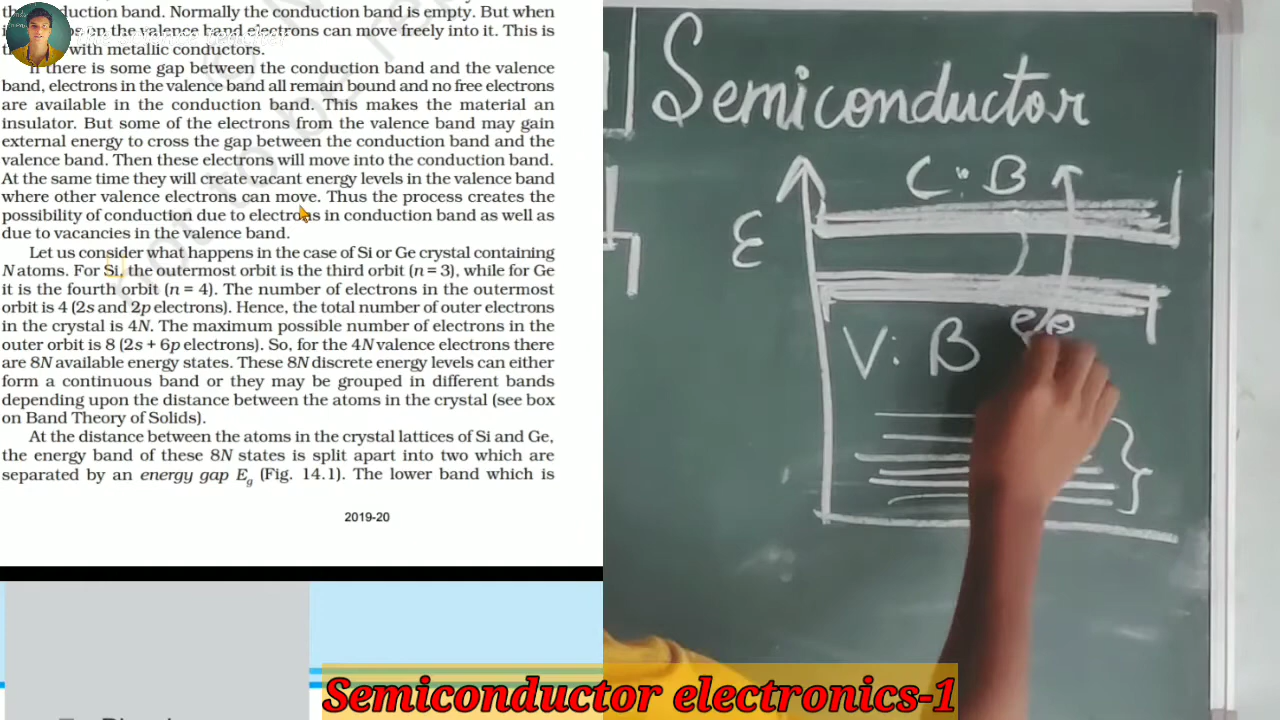 duction band. Normally the conduction band is empty. But when
the valence band electrons can move freely into it. This is
with metallic conductors.
If there is some gap between the conduction band and the valence
band, electrons in the valence band all remain bound and no free electrons
are available in the conduction band. This makes the material an
insulator. But some of the electrons from the valence band may gain
external energy to cross the gap between the conduction band and the
valence band. Then these electrons will move into the conduction band.
At the same time they will create vacant energy levels in the valence band
where other valence electrons can move. Thus the process creates the
possibility of conduction due to electrons in conduction band as well as
due to vacancies in the valence band.
Let us consider what happens in the case of Si or Ge crystal containing
N atoms. For Si, the outermost orbit is the third orbit (n = 3), while for Ge
it is the fourth orbit (n = 4). The number of electrons in the outermost
orbit is 4 (2s and 2p electrons). Hence, the total number of outer electrons
in the crystal is 4N. The maximum possible number of electrons in the
outer orbit is 8 (2s + 6p electrons). So, for the 4N valence electrons there
are 8N available energy states. These 8N discrete energy levels can either
form a continuous band or they may be grouped in different bands
depending upon the distance between the atoms in the crystal (see box
on Band Theory of Solids).
At the distance between the atoms in the crystal lattices of Si and Ge,
the energy band of these 8N states is split apart into two which are
separated by an energy gap Eg (Fig. 14.1). The lower band which is
2019-20
Semiconductor
C:B
E
V:B
Semiconductor electronics-1